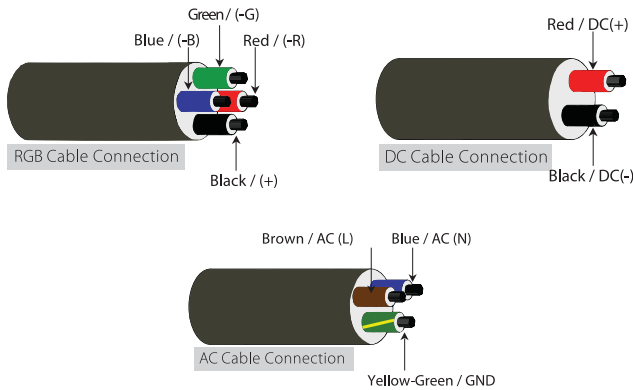 Green / (-G)
Blue / (-B)
Red / (-R)
RGB Cable Connection
Black / (+)
Red / DC(+)
DC Cable Connection
Black / DC(-)
Brown / AC (L)
Blue / AC (N)
AC Cable Connection
Yellow-Green / GND